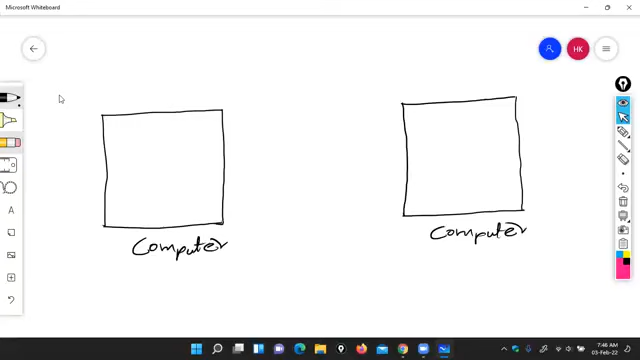 Microsoft Whiteboard
HK
A
Computer
Computer
7:46 AM
03-Feb-22